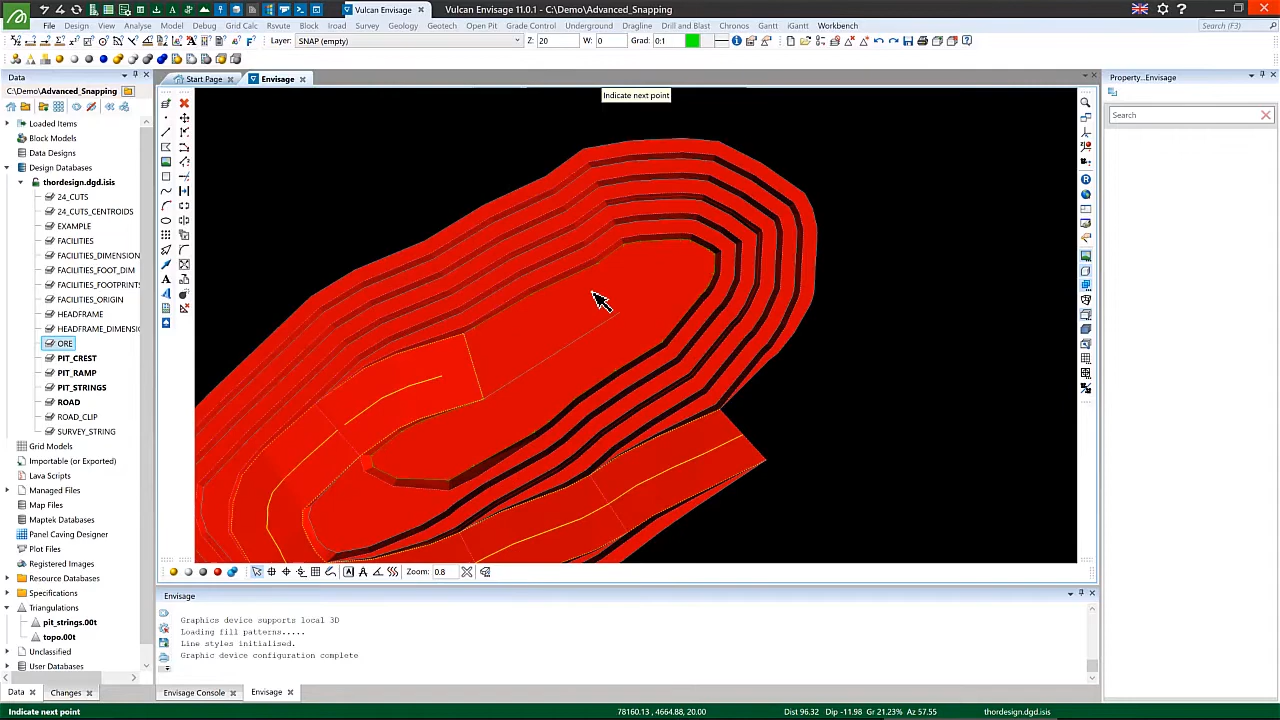 Vulcan Envisage
Vulcan Envisage 11.0.1 - C:\Demo\Advanced_Snapping
File Design View Analyse Model Debug Grid Calc Rsvute Block Iroad Survey Geology Geotech Open Pit Grade Control Underground Dragline Drill and Blast Chronos Gantt iGantt Workbench Search (F3)
Layer: SNAP (empty) Z: 20 W: 0 Grad: 0:1
Data
Start Page Envisage
Property...Envisage
C:\Demo\Advanced_Snapping
Indicate next point
Search
Loaded Items
Block Models
Data Designs
Design Databases
thordesign.dgd.isis
24_CUTS
24_CUTS_CENTROIDS
EXAMPLE
FACILITIES
FACILITIES_DIMENSION
FACILITIES_FOOT_DIM
FACILITIES_FOOTPRINTS
FACILITIES_ORIGIN
HEADFRAME
HEADFRAME_DIMENSI
ORE
PIT_CREST
PIT_RAMP
PIT_STRINGS
ROAD
ROAD_CLIP
SURVEY_STRING
Grid Models
Importable (or Exported)
Lava Scripts
Managed Files
Map Files
Maptek Databases
Panel Caving Designer
Plot Files
Registered Images
Resource Databases
Specifications
Triangulations
pit_strings.00t
topo.00t
Unclassified
User Databases
Zoom: 0.8
Envisage
Graphics device supports local 3D
Loading fill patterns.....
Line styles initialised.
Graphic device configuration complete
Data Changes
Envisage Console Envisage
Indicate next point
78160.13 , 4664.88, 20.00
Dist 96.32 Dip -11.98 Gr 21.23% Az 57.55
thordesign.dgd.isis